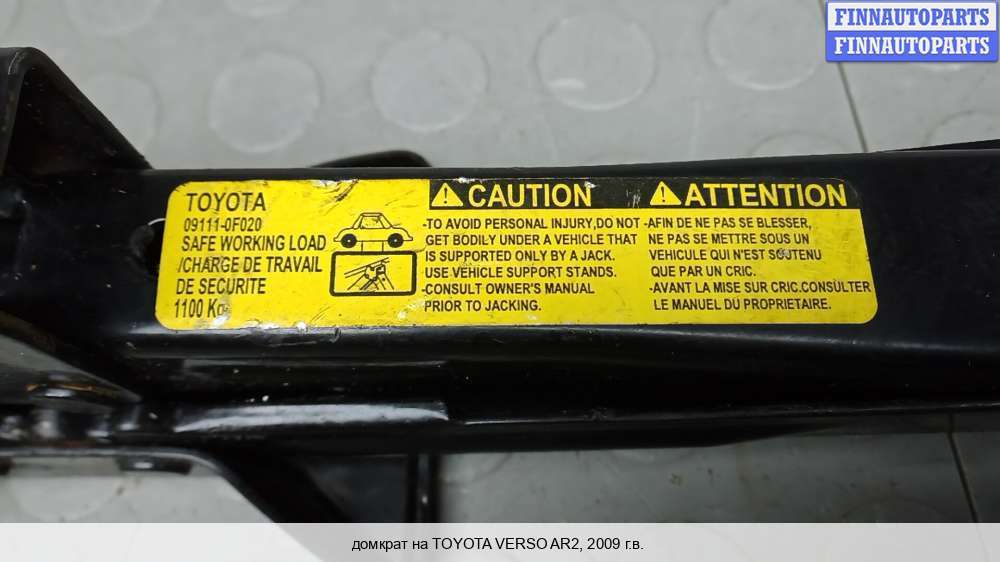 FINNAUTOPARTS
FINNAUTOPARTS
TOYOTA
09111-0F020
SAFE WORKING LOAD
/CHARGE DE TRAVAIL
DE SECURITE
1100 Kg
CAUTION
-TO AVOID PERSONAL INJURY,DO NOT
GET BODILY UNDER A VEHICLE THAT
IS SUPPORTED ONLY BY A JACK.
USE VEHICLE SUPPORT STANDS.
-CONSULT OWNER'S MANUAL
PRIOR TO JACKING.
ATTENTION
-AFIN DE NE PAS SE BLESSER,
NE PAS SE METTRE SOUS UN
VEHICULE QUI N'EST SOUTENU
QUE PAR UN CRIC.
-AVANT LA MISE SUR CRIC.CONSULTER
LE MANUEL DU PROPRIETAIRE.
домкрат на TOYOTA VERSO AR2, 2009 г.в.